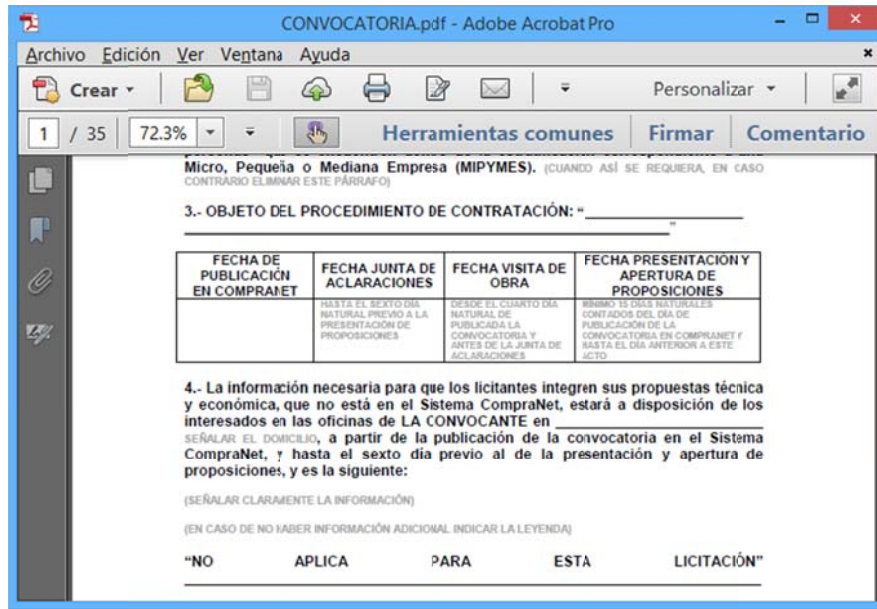 CONVOCATORIA.pdf - Adobe Acrobat Pro
Archivo Edición Ver Ventana Ayuda
Crear Personalizar
1 / 35 72.3% Herramientas comunes Firmar Comentario
Micro, Pequeña o Mediana Empresa (MIPYMES). (CUANDO ASÍ SE REQUIERA, EN CASO
CONTRARIO ELIMNAR ESTE PÁRRAFO)
3.- OBJETO DEL PROCEDIMIENTO DE CONTRATACIÓN: “____________________
____________________”
FECHA DE
PUBLICACIÓN
EN COMPRANET
FECHA JUNTA DE
ACLARACIONES
FECHA VISITA DE
OBRA
FECHA PRESENTACIÓN Y
APERTURA DE
PROPOSICIONES
HASTA EL SEXTO DÍA
NATURAL PREVIO A LA
PRESENTACIÓN DE
PROPOSICIONES
DESDE EL CUARTO DÍA
NATURAL DE
PUBLICADA LA
CONVOCATORIA Y
ANTES DE LA JUNTA DE
ACLARACIONES
MÍNIMO 15 DÍAS NATURALES
CONTADOS DEL DÍA DE
PUBLICACIÓN DE LA
CONVOCATORIA EN COMPRANET Y
HASTA EL DÍA ANTERIOR A ESTE
ACTO
4.- La información necesaria para que los licitantes integren sus propuestas técnica
y económica, que no está en el Sistema CompraNet, estará a disposición de los
interesados en las oficinas de LA CONVOCANTE en ____________________
SEÑALAR EL DOMICILIO, a partir de la publicación de la convocatoria en el Sistema
CompraNet, y hasta el sexto día previo al de la presentación y apertura de
proposiciones, y es la siguiente:
(SEÑALAR CLARAMENTE LA INFORMACIÓN)
(EN CASO DE NO HABER INFORMACIÓN ADICIONAL INDICAR LA LEYENDA)
“NO APLICA PARA ESTA LICITACIÓN”